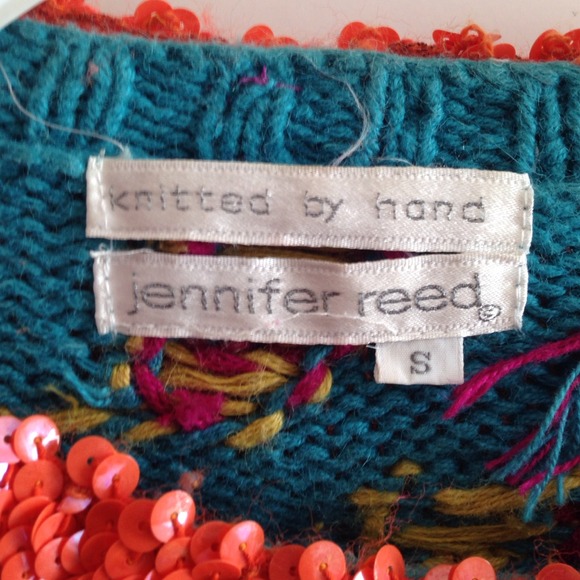 knitted by hand
jennifer reed®
S